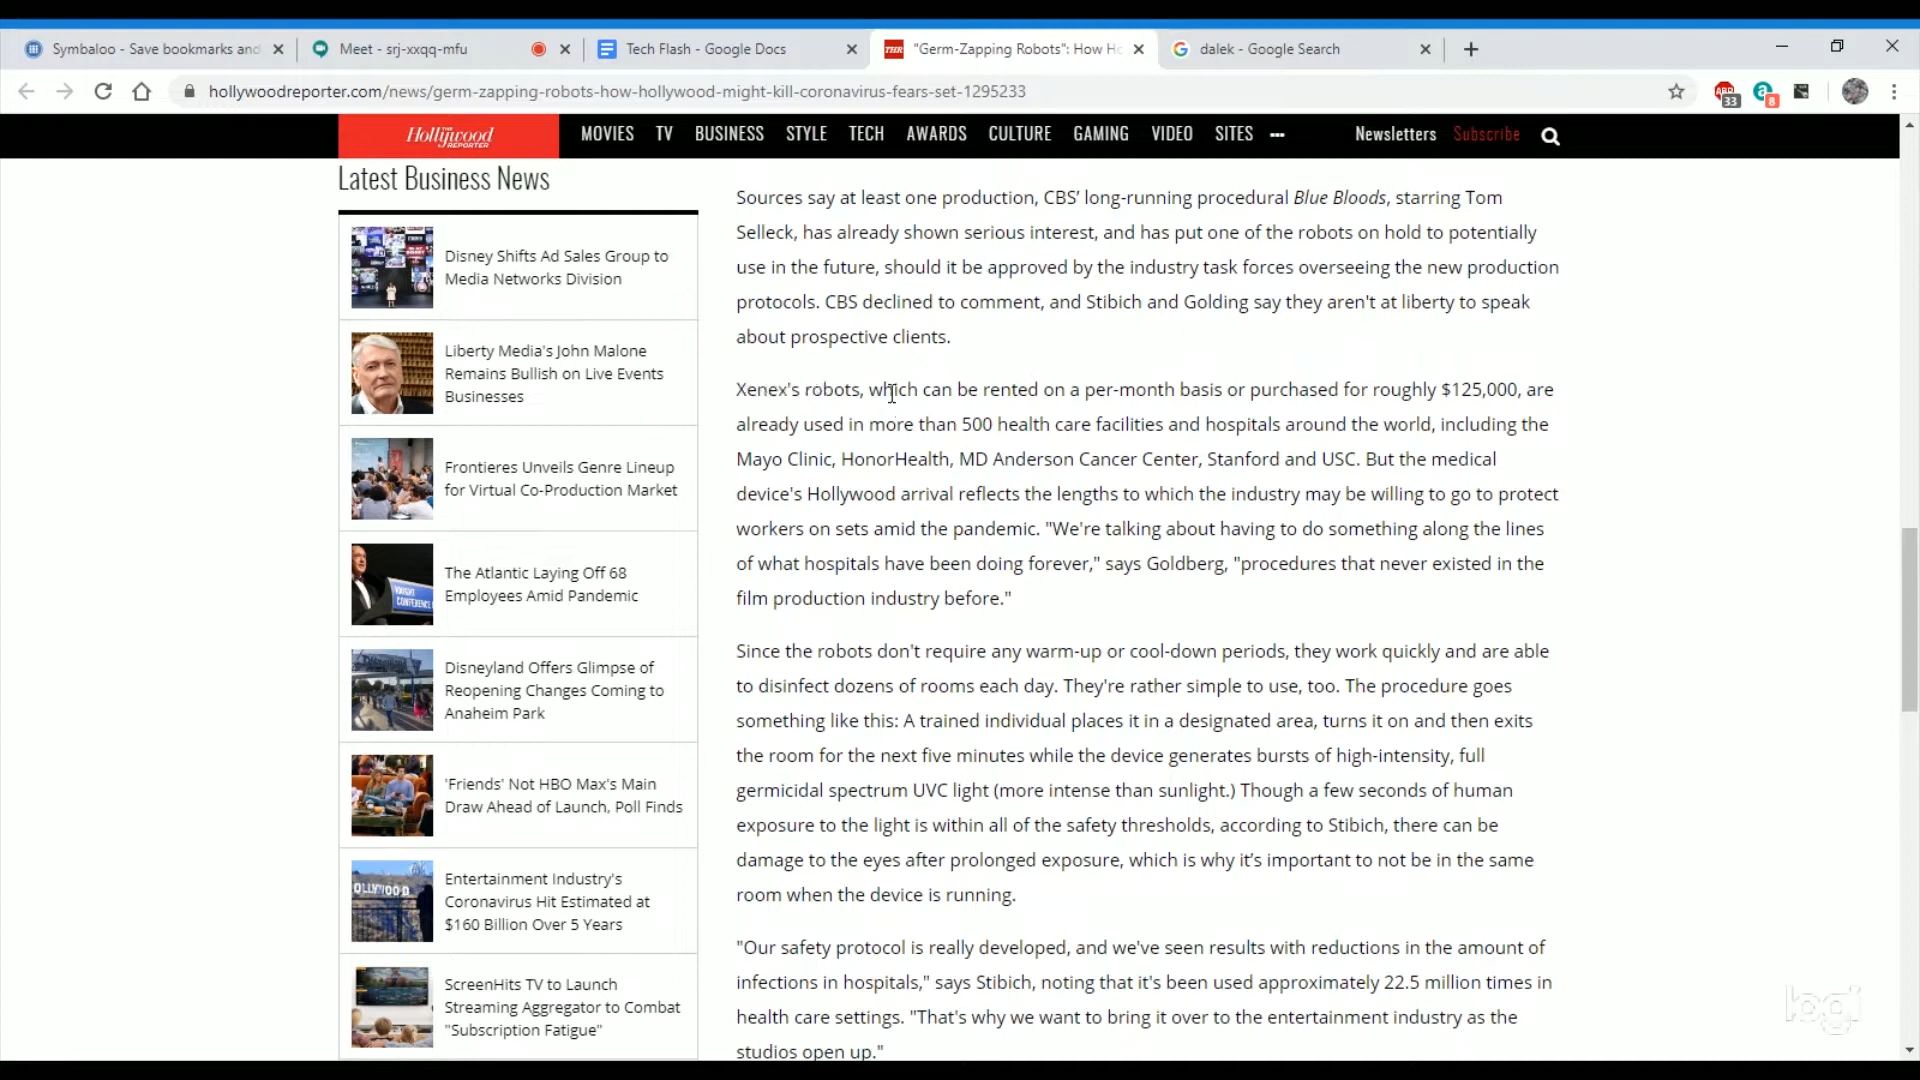 Symbaloo - Save bookmarks and
Meet - srj-xxqq-mfu
Tech Flash - Google Docs
"Germ-Zapping Robots": How Ho
dalek - Google Search
hollywoodreporter.com/news/germ-zapping-robots-how-hollywood-might-kill-coronavirus-fears-set-1295233
ABP
33
8
The Hollywood REPORTER
MOVIES TV BUSINESS STYLE TECH AWARDS CULTURE GAMING VIDEO SITES ••• Newsletters Subscribe
Latest Business News
Disney Shifts Ad Sales Group to
Media Networks Division
Liberty Media's John Malone
Remains Bullish on Live Events
Businesses
Frontieres Unveils Genre Lineup
for Virtual Co-Production Market
The Atlantic Laying Off 68
Employees Amid Pandemic
Disneyland Offers Glimpse of
Reopening Changes Coming to
Anaheim Park
'Friends' Not HBO Max's Main
Draw Ahead of Launch, Poll Finds
Entertainment Industry's
Coronavirus Hit Estimated at
$160 Billion Over 5 Years
ScreenHits TV to Launch
Streaming Aggregator to Combat
"Subscription Fatigue"
Sources say at least one production, CBS’ long-running procedural Blue Bloods, starring Tom
Selleck, has already shown serious interest, and has put one of the robots on hold to potentially
use in the future, should it be approved by the industry task forces overseeing the new production
protocols. CBS declined to comment, and Stibich and Golding say they aren't at liberty to speak
about prospective clients.
Xenex's robots, which can be rented on a per-month basis or purchased for roughly $125,000, are
already used in more than 500 health care facilities and hospitals around the world, including the
Mayo Clinic, HonorHealth, MD Anderson Cancer Center, Stanford and USC. But the medical
device's Hollywood arrival reflects the lengths to which the industry may be willing to go to protect
workers on sets amid the pandemic. "We're talking about having to do something along the lines
of what hospitals have been doing forever," says Goldberg, "procedures that never existed in the
film production industry before."
Since the robots don't require any warm-up or cool-down periods, they work quickly and are able
to disinfect dozens of rooms each day. They're rather simple to use, too. The procedure goes
something like this: A trained individual places it in a designated area, turns it on and then exits
the room for the next five minutes while the device generates bursts of high-intensity, full
germicidal spectrum UVC light (more intense than sunlight.) Though a few seconds of human
exposure to the light is within all of the safety thresholds, according to Stibich, there can be
damage to the eyes after prolonged exposure, which is why it’s important to not be in the same
room when the device is running.
"Our safety protocol is really developed, and we've seen results with reductions in the amount of
infections in hospitals," says Stibich, noting that it's been used approximately 22.5 million times in
health care settings. "That's why we want to bring it over to the entertainment industry as the
studios open up."
logi